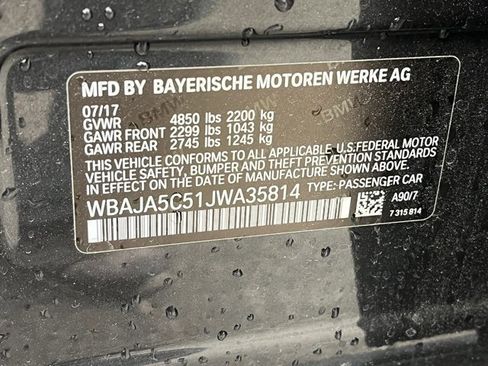 MFD BY BAYERISCHE MOTOREN WERKE AG
07/17
GVWR 4850 lbs 2200 kg
GAWR FRONT 2299 lbs 1043 kg
GAWR REAR 2745 lbs 1245 kg
THIS VEHICLE CONFORMS TO ALL APPLICABLE U.S. FEDERAL MOTOR
VEHICLE SAFETY, BUMPER, AND THEFT PREVENTION STANDARDS
IN EFFECT ON THE DATE OF MANUFACTURE SHOWN ABOVE.
WBAJA5C51JWA35814 TYPE: PASSENGER CAR
A90/7
7 315 814